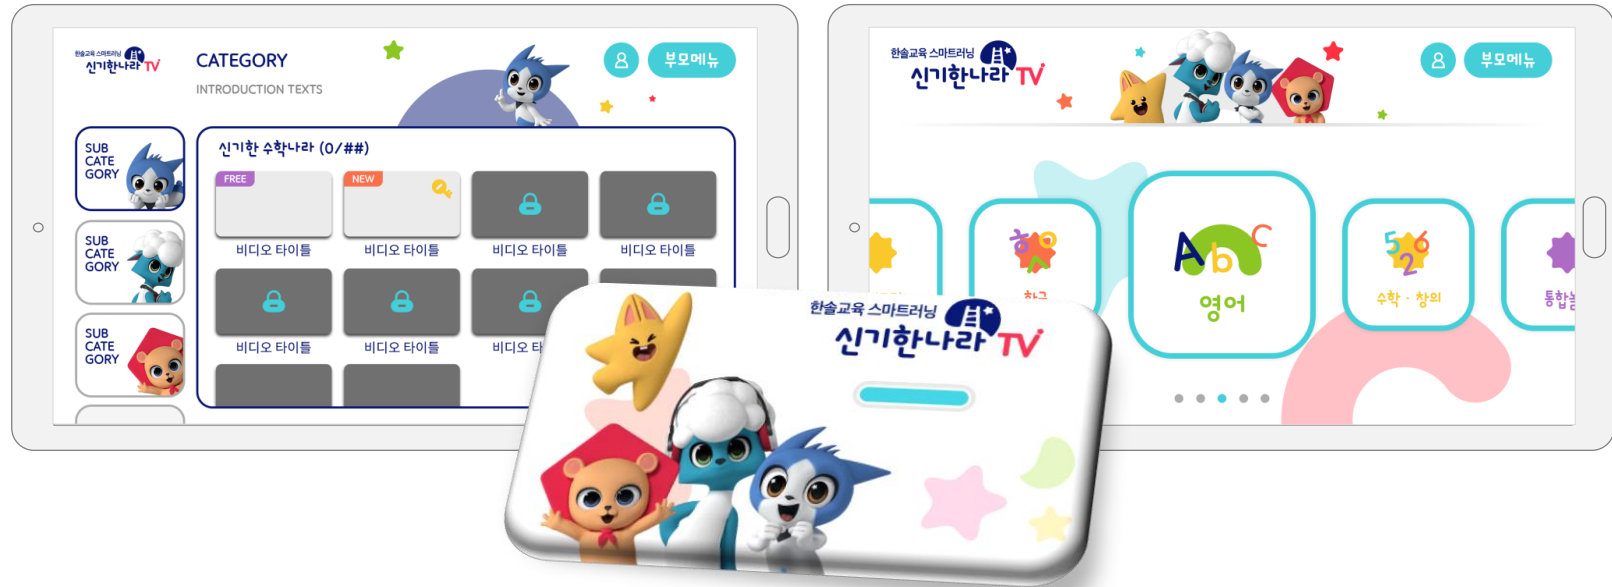 한솔교육 스마트러닝
신기한나라 TV
CATEGORY
INTRODUCTION TEXTS
부모메뉴
SUB
CATE
GORY
SUB
CATE
GORY
SUB
CATE
GORY
신기한 수학나라 (0/##)
FREE
NEW
비디오 타이틀
비디오 타이틀
비디오 타이틀
비디오 타이틀
비디오 타이틀
비디오 타이틀
한솔교육 스마트러닝
신기한나라 TV
부모메뉴
Abc
영어
526
수학 · 창의
한솔교육 스마트러닝
신기한나라 TV